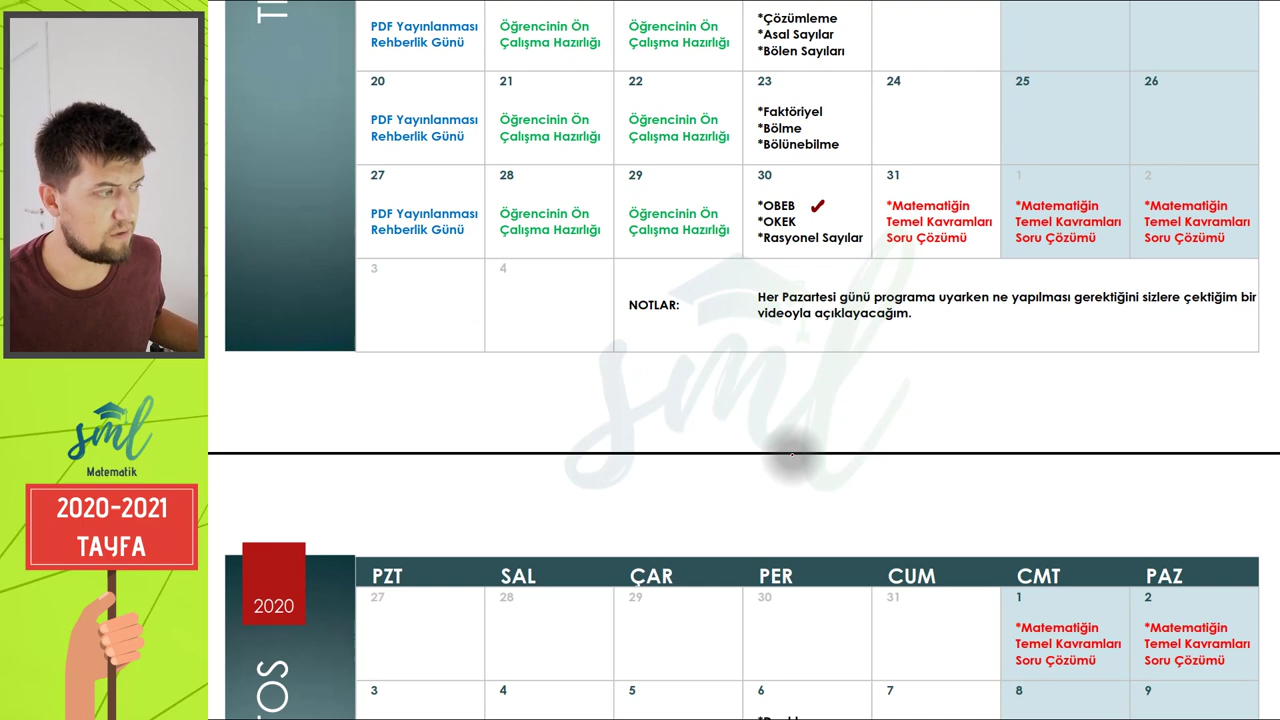 PDF Yayınlanması
Rehberlik Günü
Öğrencinin Ön
Çalışma Hazırlığı
Öğrencinin Ön
Çalışma Hazırlığı
*Çözümleme
*Asal Sayılar
*Bölen Sayıları
20
PDF Yayınlanması
Rehberlik Günü
21
Öğrencinin Ön
Çalışma Hazırlığı
22
Öğrencinin Ön
Çalışma Hazırlığı
23
*Faktöriyel
*Bölme
*Bölünebilme
24
25
26
27
PDF Yayınlanması
Rehberlik Günü
28
Öğrencinin Ön
Çalışma Hazırlığı
29
Öğrencinin Ön
Çalışma Hazırlığı
30
*OBEB
*OKEK
*Rasyonel Sayılar
31
*Matematiğin
Temel Kavramları
Soru Çözümü
1
*Matematiğin
Temel Kavramları
Soru Çözümü
2
*Matematiğin
Temel Kavramları
Soru Çözümü
3
4
NOTLAR:
Her Pazartesi günü programa uyarken ne yapılması gerektiğini sizlere çektiğim bir
videoyla açıklayacağım.
sml
sml
Matematik
2020-2021
TAYFA
2020
PZT SAL ÇAR PER CUM CMT PAZ
27 28 29 30 31 1 2
*Matematiğin
Temel Kavramları
Soru Çözümü
*Matematiğin
Temel Kavramları
Soru Çözümü
3 4 5 6 7 8 9